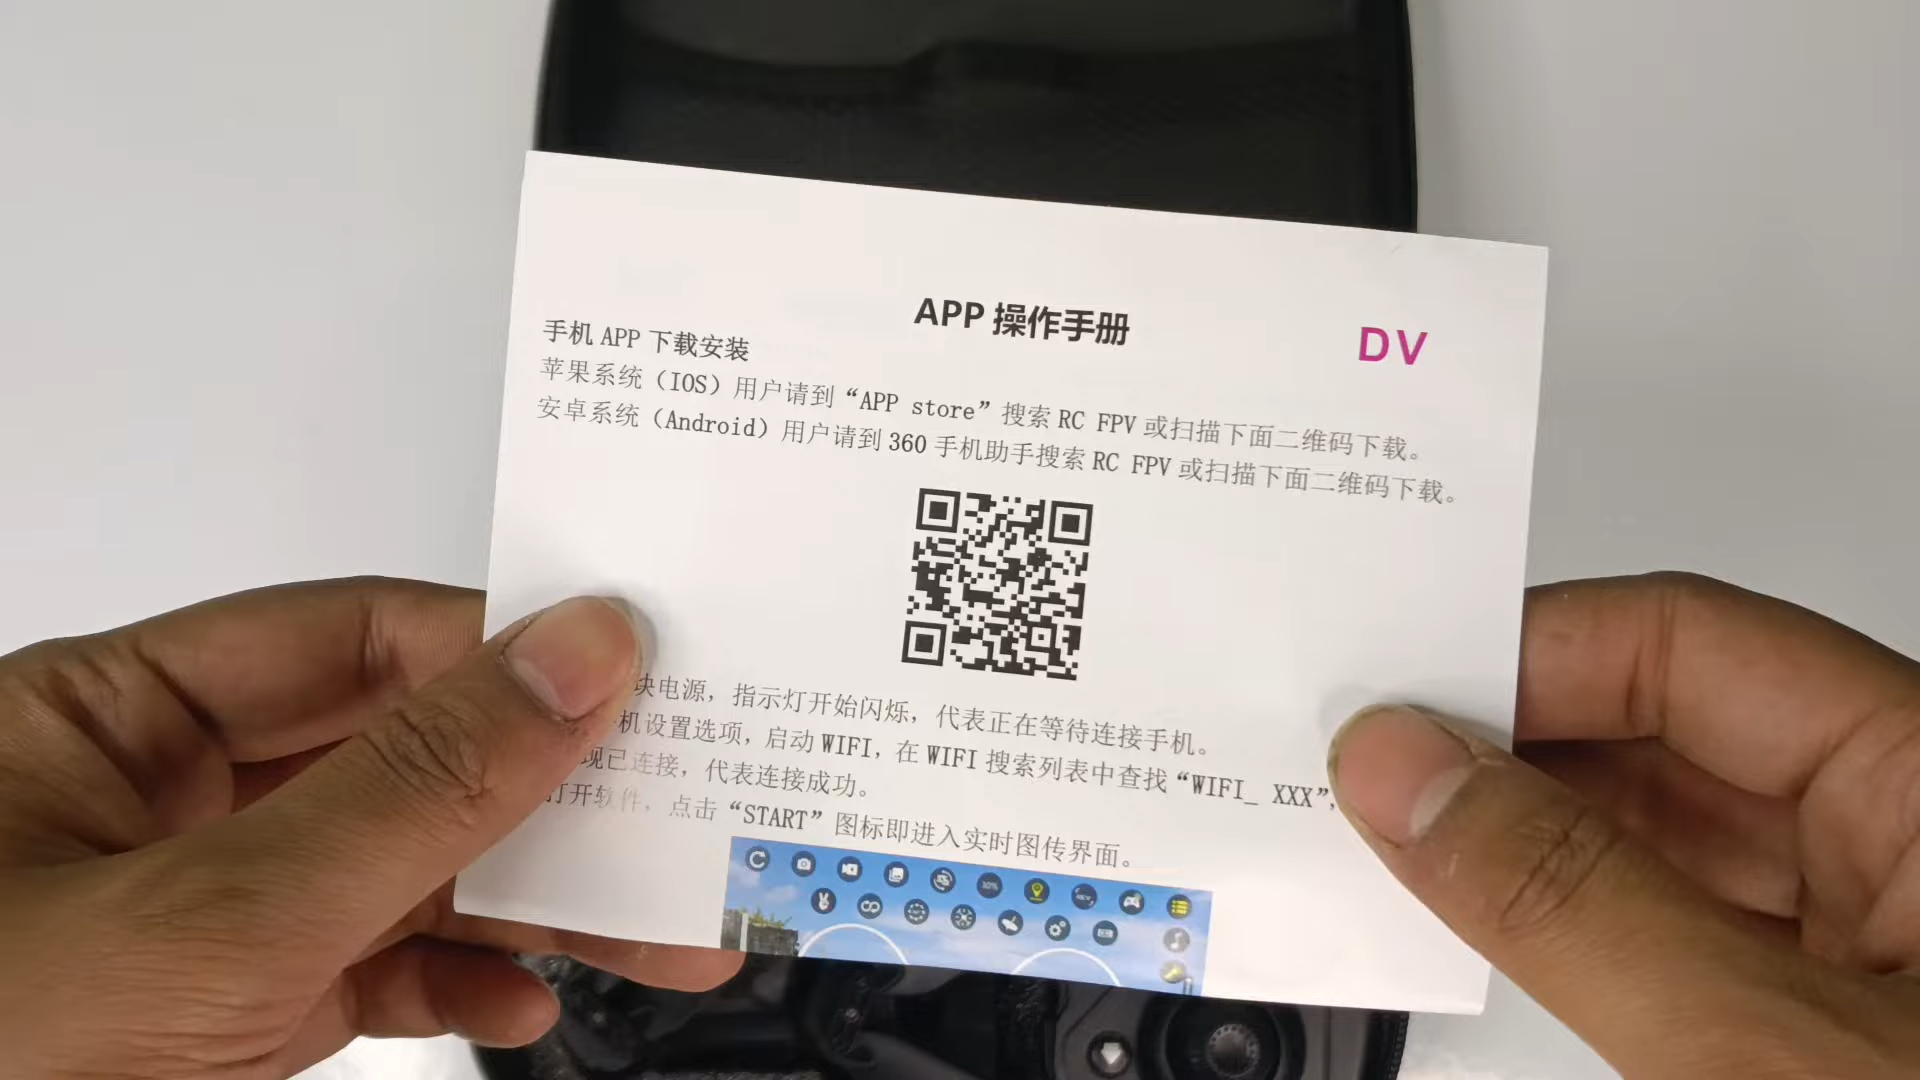 APP 操作手册
DV
手机 APP 下载安装
苹果系统（IOS）用户请到“APP store”搜索 RC FPV 或扫描下面二维码下载。
安卓系统（Android）用户请到 360 手机助手搜索 RC FPV 或扫描下面二维码下载。
块电源，指示灯开始闪烁，代表正在等待连接手机。
机设置选项，启动 WIFI，在 WIFI 搜索列表中查找“WIFI_ XXX”，
现已连接，代表连接成功。
打开软件，点击“START”图标即进入实时图传界面。